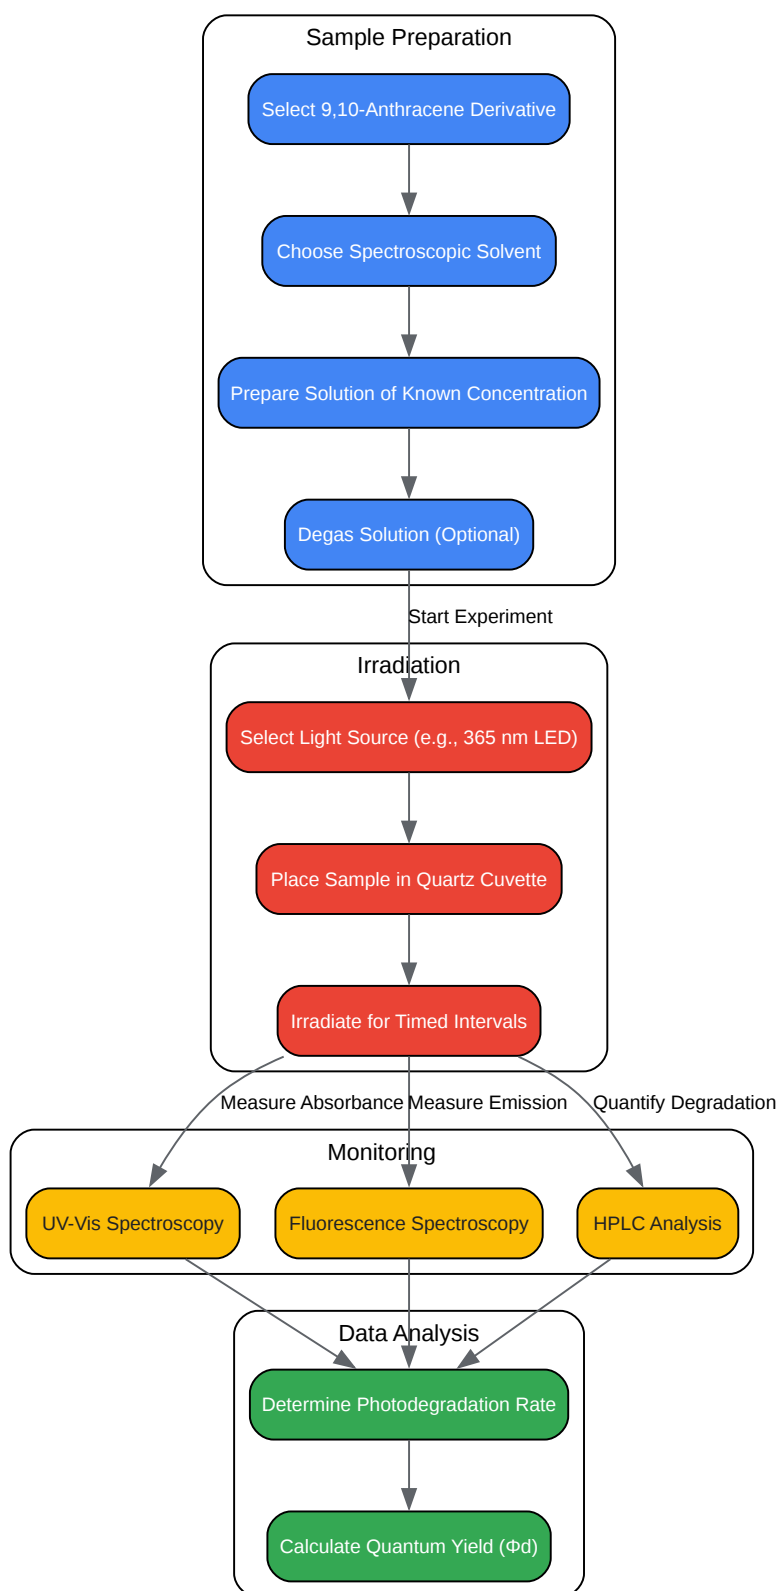 Sample Preparation
Select 9,10-Anthracene Derivative
Choose Spectroscopic Solvent
Prepare Solution of Known Concentration
Degas Solution (Optional)
Start Experiment
Irradiation
Select Light Source (e.g., 365 nm LED)
Place Sample in Quartz Cuvette
Irradiate for Timed Intervals
Measure Absorbance
Measure Emission
Quantify Degradation
Monitoring
UV-Vis Spectroscopy
Fluorescence Spectroscopy
HPLC Analysis
Data Analysis
Determine Photodegradation Rate
Calculate Quantum Yield (Φd)